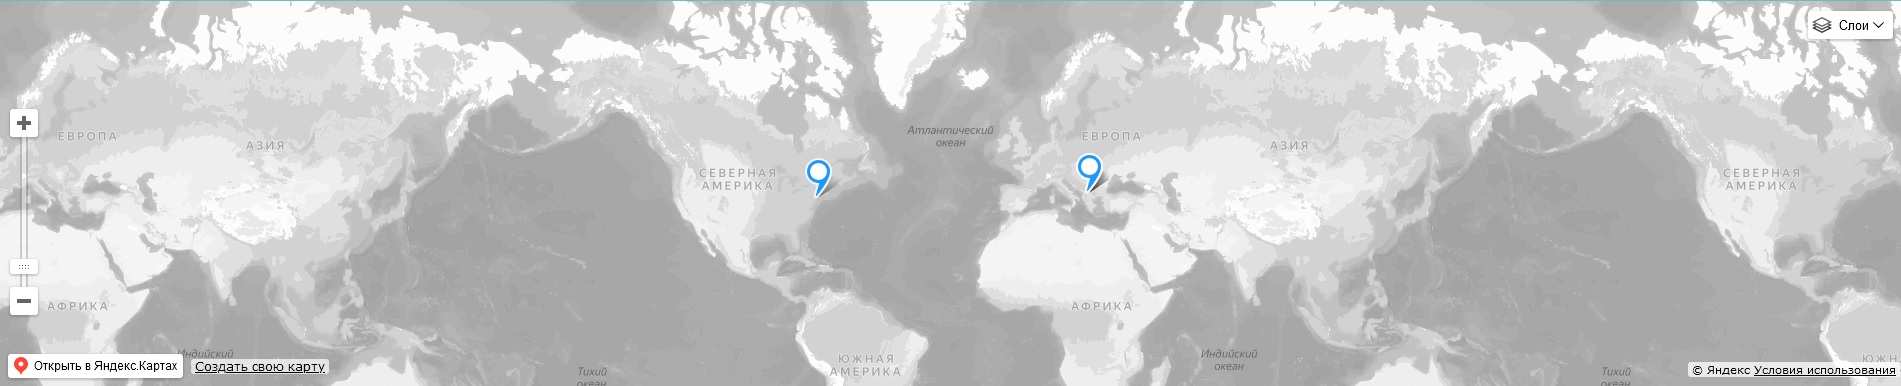 Слои
ЕВРОПА
АЗИЯ
СЕВЕРНАЯ
АМЕРИКА
Атлантический
океан
ЕВРОПА
АЗИЯ
СЕВЕРНАЯ
АМЕРИКА
АФРИКА
АФРИКА
Индийский
ЮЖНАЯ
АМЕРИКА
Индийский
океан
ЮЖН
Тихий
океан
Тихий
океан
Открыть в Яндекс.Картах
Создать свою карту
© Яндекс Условия использования